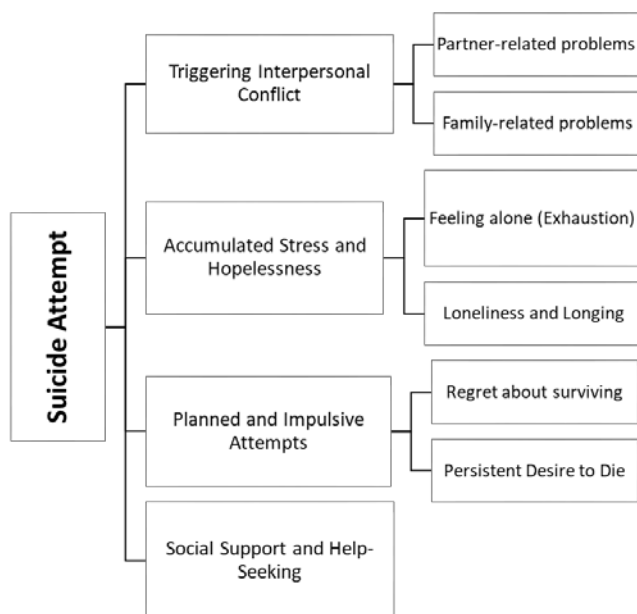 Suicide Attempt
Triggering Interpersonal
Conflict
Partner-related problems
Family-related problems
Accumulated Stress and
Hopelessness
Feeling alone (Exhaustion)
Loneliness and Longing
Planned and Impulsive
Attempts
Regret about surviving
Persistent Desire to Die
Social Support and Help-
Seeking